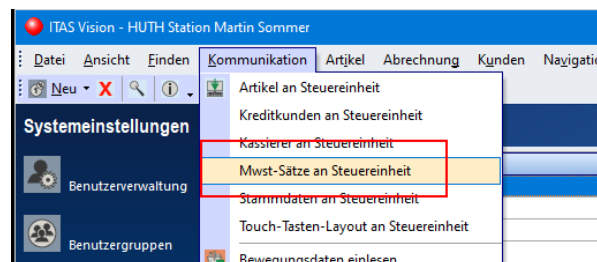 ITAS Vision - HUTH Station Martin Sommer
Datei Ansicht Finden Kommunikation Artikel Abrechnung Kunden
Neu
Artikel an Steuereinheit
Kreditkunden an Steuereinheit
Systemeinstellungen
Kassierer an Steuereinheit
Mwst-Sätze an Steuereinheit
Benutzerverwaltung
Stammdaten an Steuereinheit
Touch-Tasten-Layout an Steuereinheit
Benutzergruppen
Bewegungsdaten einlesen